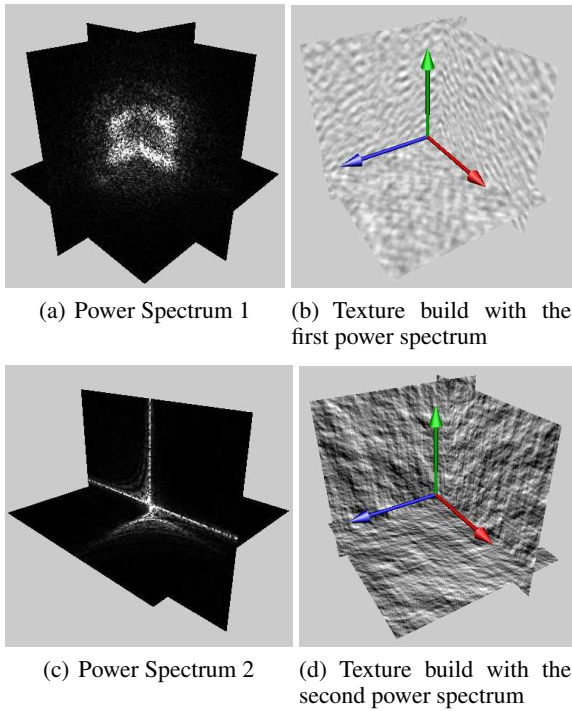 (a) Power Spectrum 1
(b) Texture build with the
first power spectrum
(c) Power Spectrum 2
(d) Texture build with the
second power spectrum